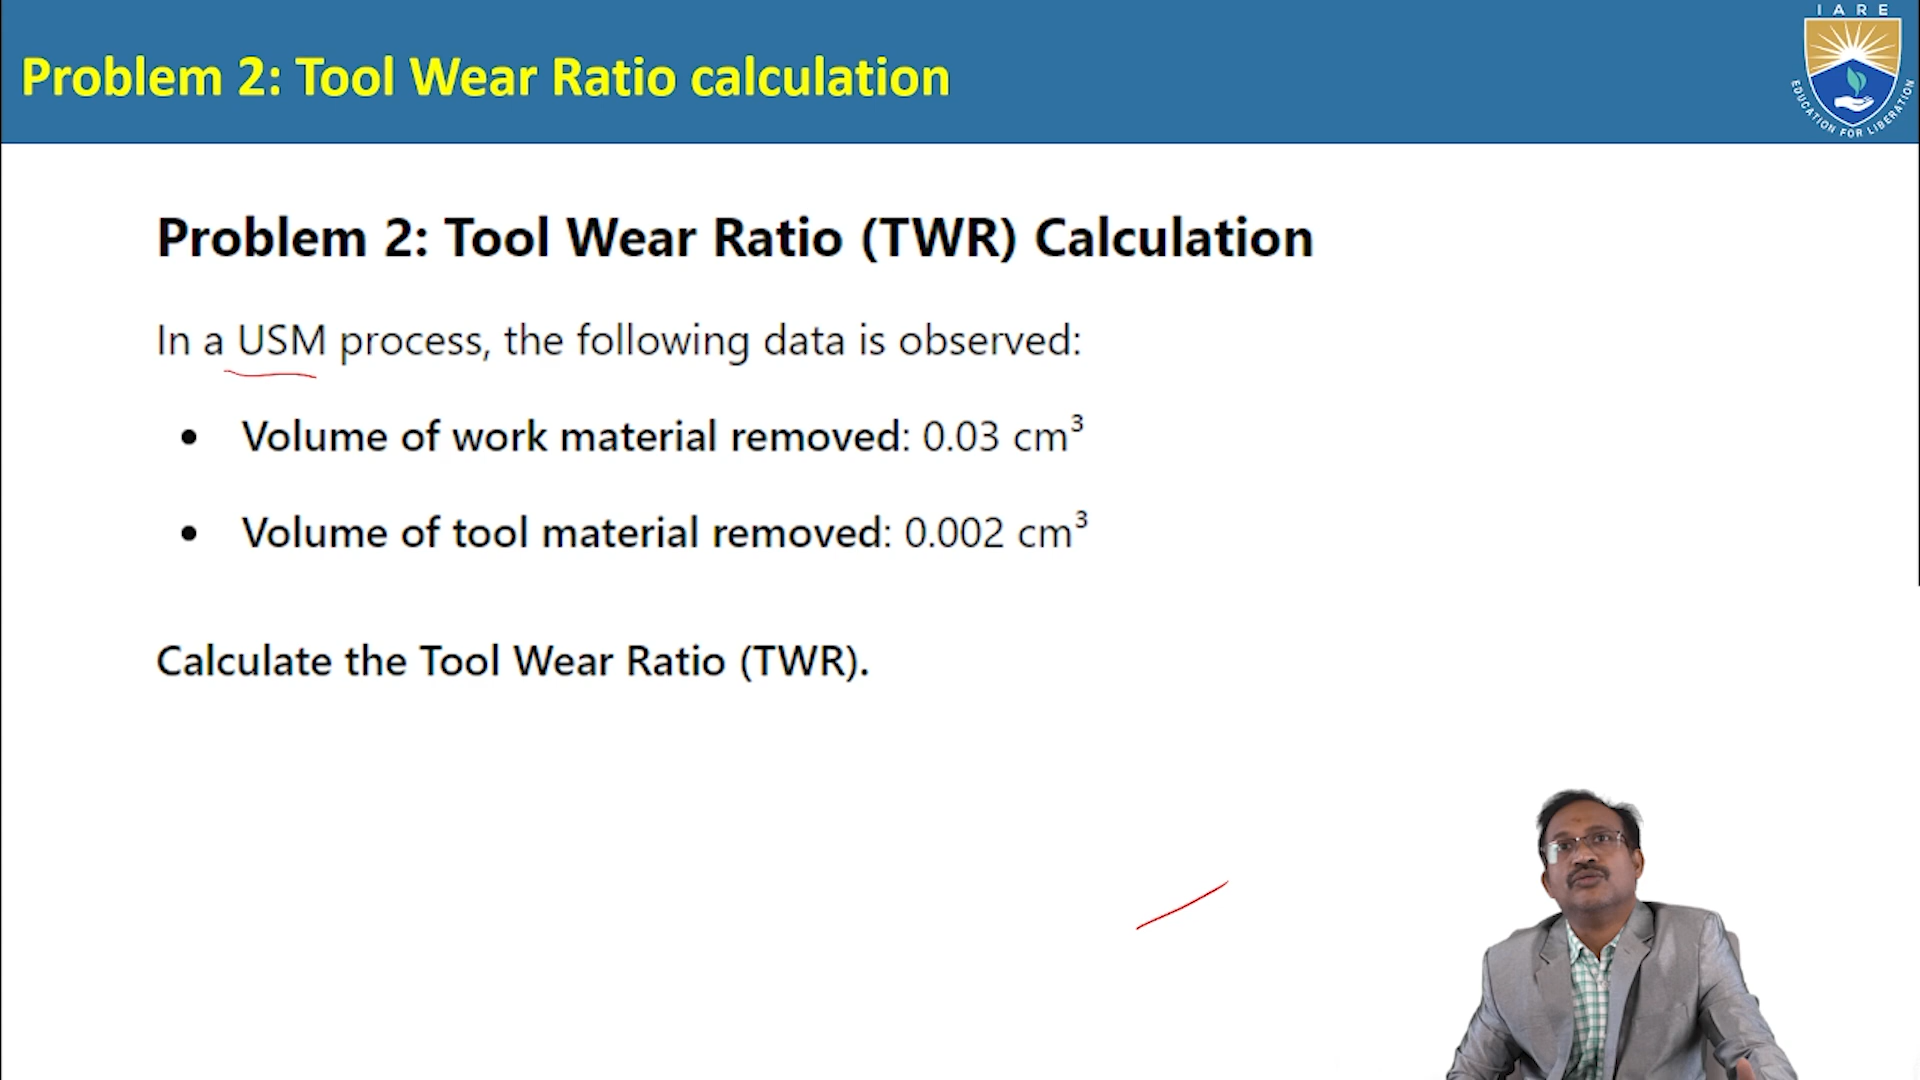 IARE
Problem 2: Tool Wear Ratio calculation
EDUCATION FOR LIBERATION
Problem 2: Tool Wear Ratio (TWR) Calculation
In a USM process, the following data is observed:
• Volume of work material removed: 0.03 cm³
• Volume of tool material removed: 0.002 cm³
Calculate the Tool Wear Ratio (TWR).